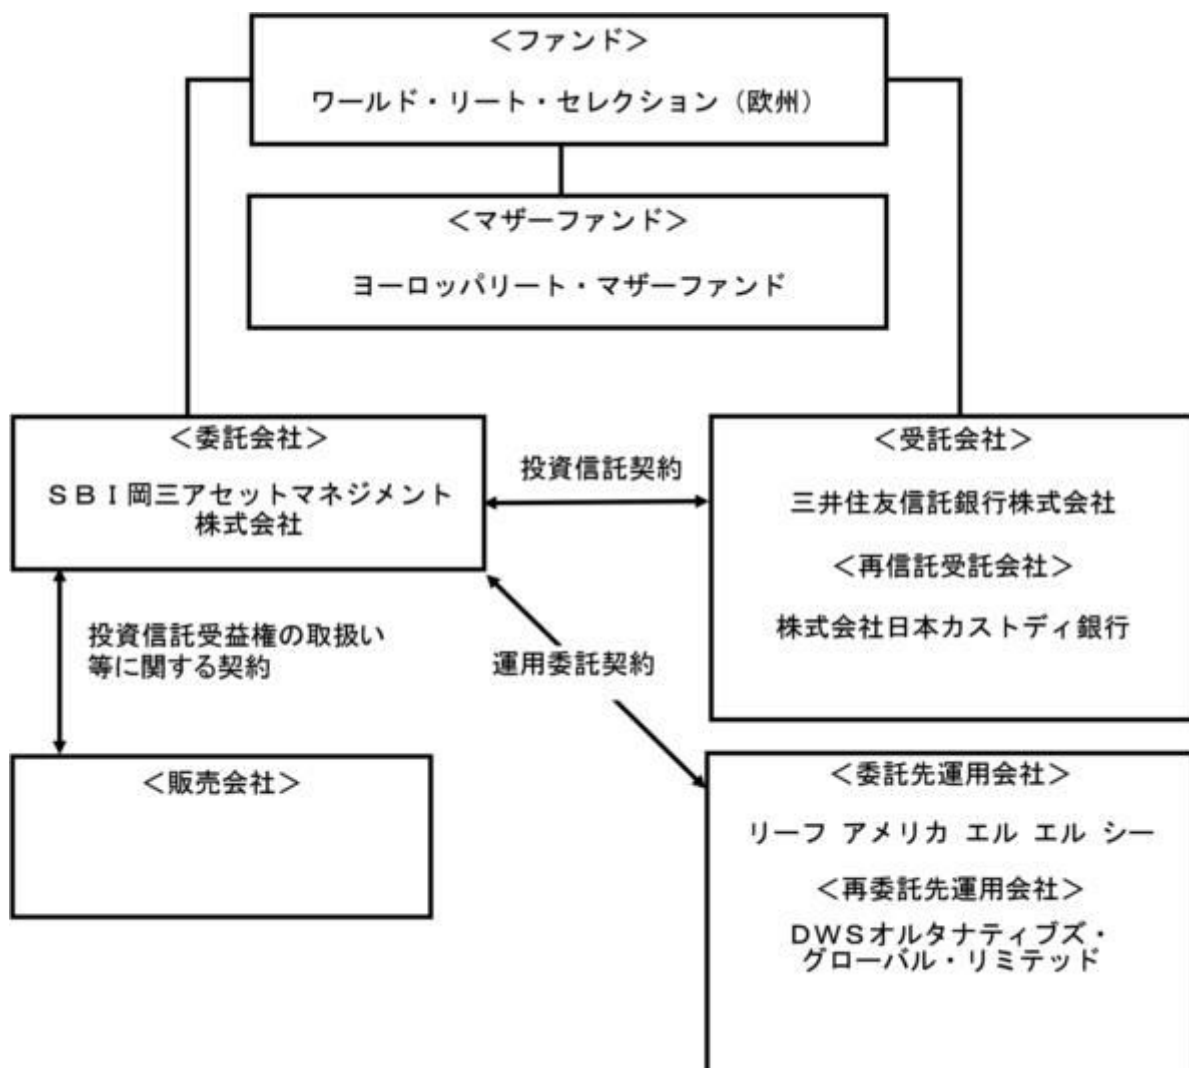 ＜ファンド＞
ワールド・リート・セレクション（欧州）
＜マザーファンド＞
ヨーロッパリート・マザーファンド
＜委託会社＞
ＳＢＩ岡三アセットマネジメント
株式会社
投資信託契約
＜受託会社＞
三井住友信託銀行株式会社
＜再信託受託会社＞
株式会社日本カストディ銀行
投資信託受益権の取扱い
等に関する契約
運用委託契約
＜販売会社＞
＜委託先運用会社＞
リーフ アメリカ エル エル シー
＜再委託先運用会社＞
ＤＷＳオルタナティブズ・
グローバル・リミテッド